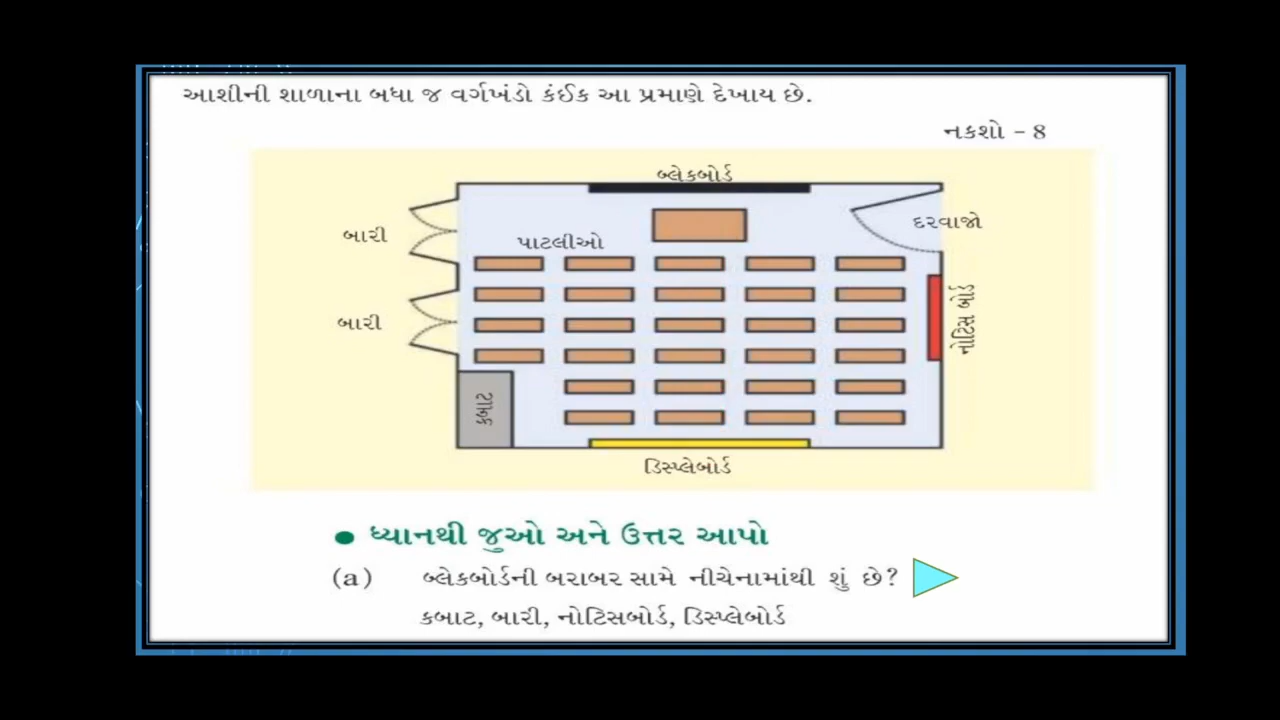 આશીની શાળાના બધા જ વર્ગખંડો કંઈક આ પ્રમાણે દેખાય છે.
નકશો - 8
બ્લેકબોર્ડ
દરવાજો
બારી
પાટલીઓ
નોટિસ બોર્ડ
બારી
કબાટ
ડિસ્પ્લેબોર્ડ
● ધ્યાનથી જુઓ અને ઉત્તર આપો
(a) બ્લેકબોર્ડની બરાબર સામે નીચેનામાંથી શું છે?
કબાટ, બારી, નોટિસબોર્ડ, ડિસ્પ્લેબોર્ડ